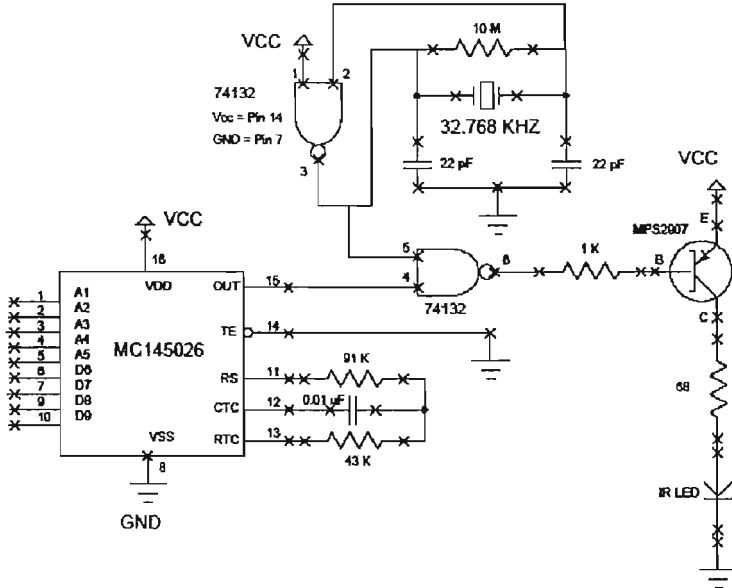 VCC
1
2
74132
Vcc = Pin 14
GND = Pin 7
3
10 M
32.768 KHZ
22 pF
22 pF
VCC
E
MPS2907
B
C
VCC
16
VDD
OUT
15
5
4
6
74132
1 K
1
A1
2
A2
3
A3
4
A4
5
A5
6
D6
7
D7
9
D8
10
D9
MC145026
TE
14
RS
11
91 K
CTC
12
0.01 uF
RTC
13
43 K
VSS
8
GND
68
IR LED